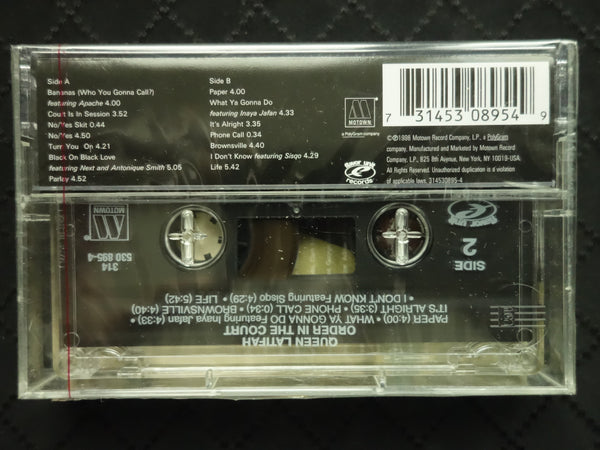 Side A
Bananas (Who You Gonna Call?)
featuring Apache 4.00
Court Is In Session 3.52
No/Yes Skit 0.44
No/Yes 4.50
Turn You On 4.21
Black On Black Love
featuring Next and Antonique Smith 5.05
Parlay 4.52
Side B
Paper 4.00
What Ya Gonna Do
featuring Inaya Jafan 4.33
It's Alright 3.35
Phone Call 0.34
Brownsville 4.40
I Don't Know featuring Sisqo 4.29
Life 5.42
M
MOTOWN
a PolyGram company
flavor unit
records
7 31453 08954 9
©℗1998 Motown Record Company, L.P., a PolyGram
company. Manufactured and Marketed by Motown Record
Company, L.P., 825 8th Avenue, New York, NY 10019-USA.
All Rights Reserved. Unauthorized duplication is a violation
of applicable laws. 314530895-4
QUEEN LATIFAH
ORDER IN THE COURT
PAPER (4:00) • WHAT YA GONNA DO Featuring Inaya Jafan (4:33)
IT'S ALRIGHT (3:35) • PHONE CALL (0:34) • BROWNSVILLE (4:40)
• I DON'T KNOW Featuring Sisqo (4:29) • LIFE (5:42)
SIDE
2
314
530 895-4
M
MOTOWN